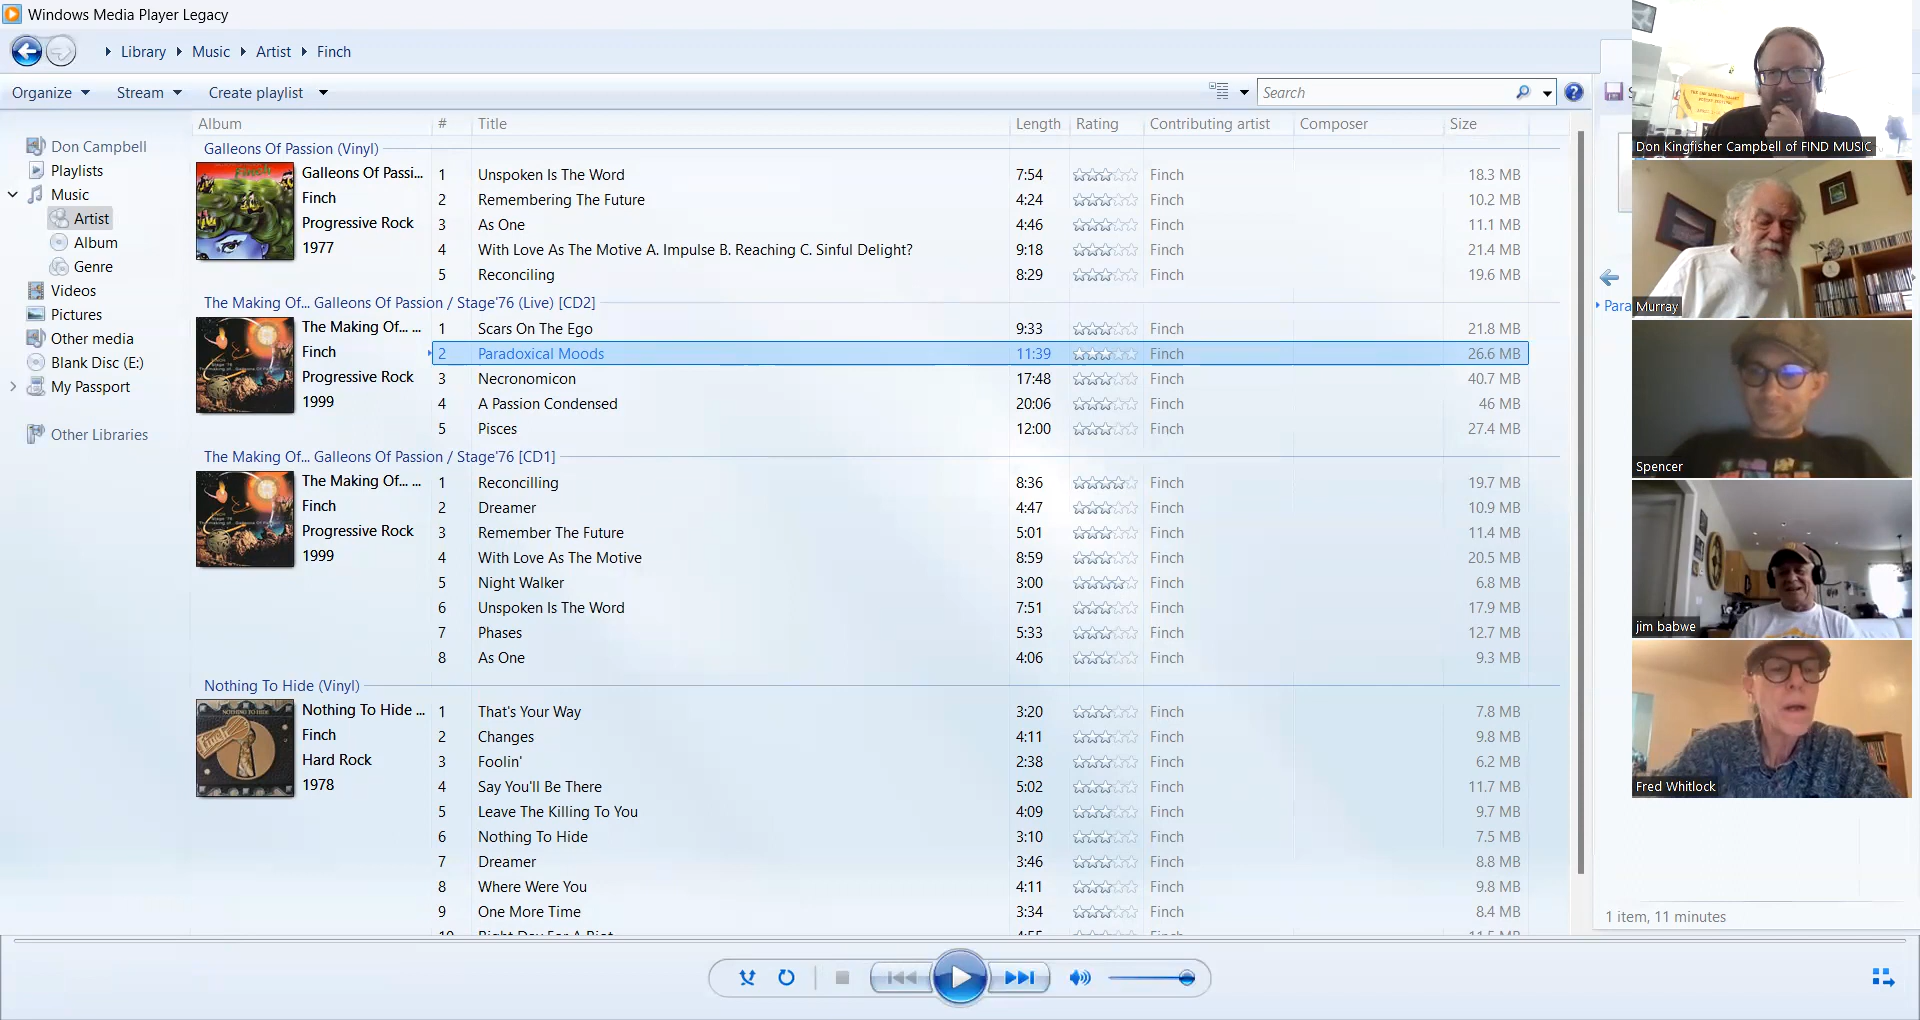 Windows Media Player Legacy
Library Music Artist Finch
Organize Stream Create playlist
Search
Album # Title Length Rating Contributing artist Composer Size
Don Campbell
Playlists
Music
Artist
Album
Genre
Videos
Pictures
Other media
Blank Disc (E:)
My Passport
Other Libraries
Galleons Of Passion (Vinyl)
Galleons Of Passi...
Finch
Progressive Rock
1977
1 Unspoken Is The Word 7:54 Finch 18.3 MB
2 Remembering The Future 4:24 Finch 10.2 MB
3 As One 4:46 Finch 11.1 MB
4 With Love As The Motive A. Impulse B. Reaching C. Sinful Delight? 9:18 Finch 21.4 MB
5 Reconciling 8:29 Finch 19.6 MB
The Making Of... Galleons Of Passion / Stage'76 (Live) [CD2]
The Making Of... ...
Finch
Progressive Rock
1999
1 Scars On The Ego 9:33 Finch 21.8 MB
2 Paradoxical Moods 11:39 Finch 26.6 MB
3 Necronomicon 17:48 Finch 40.7 MB
4 A Passion Condensed 20:06 Finch 46 MB
5 Pisces 12:00 Finch 27.4 MB
The Making Of... Galleons Of Passion / Stage'76 [CD1]
The Making Of... ...
Finch
Progressive Rock
1999
1 Reconcilling 8:36 Finch 19.7 MB
2 Dreamer 4:47 Finch 10.9 MB
3 Remember The Future 5:01 Finch 11.4 MB
4 With Love As The Motive 8:59 Finch 20.5 MB
5 Night Walker 3:00 Finch 6.8 MB
6 Unspoken Is The Word 7:51 Finch 17.9 MB
7 Phases 5:33 Finch 12.7 MB
8 As One 4:06 Finch 9.3 MB
Nothing To Hide (Vinyl)
Nothing To Hide ...
Finch
Hard Rock
1978
1 That's Your Way 3:20 Finch 7.8 MB
2 Changes 4:11 Finch 9.8 MB
3 Foolin' 2:38 Finch 6.2 MB
4 Say You'll Be There 5:02 Finch 11.7 MB
5 Leave The Killing To You 4:09 Finch 9.7 MB
6 Nothing To Hide 3:10 Finch 7.5 MB
7 Dreamer 3:46 Finch 8.8 MB
8 Where Were You 4:11 Finch 9.8 MB
9 One More Time 3:34 Finch 8.4 MB
Para
1 item, 11 minutes
Don Kingfisher Campbell of FIND MUSIC
Murray
Spencer
jim babwe
Fred Whitlock